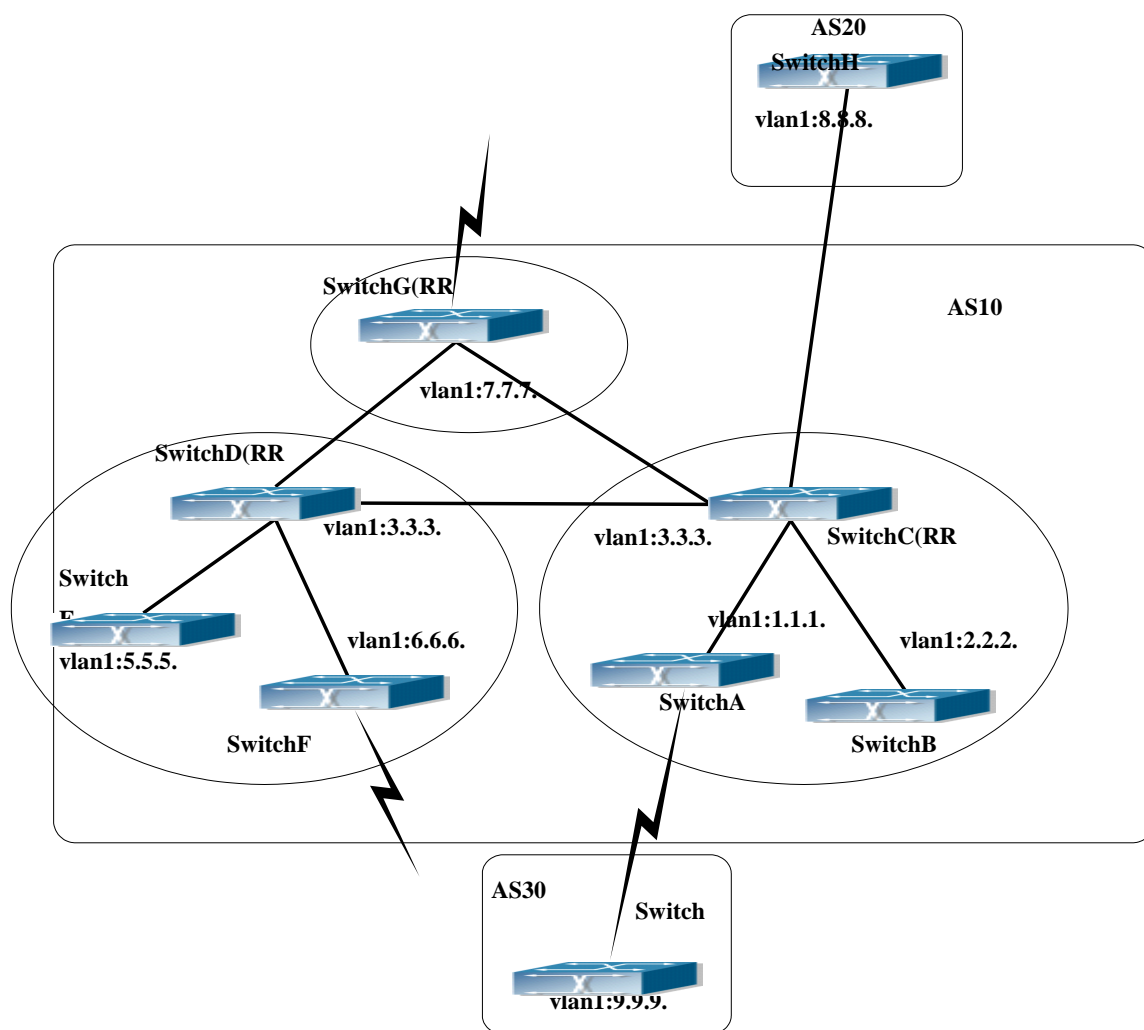 AS20
SwitchH
vlan1:8.8.8.
SwitchG(RR
AS10
vlan1:7.7.7.
SwitchD(RR
vlan1:3.3.3.
vlan1:3.3.3.
SwitchC(RR
Switch
vlan1:1.1.1.
vlan1:6.6.6.
vlan1:2.2.2.
vlan1:5.5.5.
SwitchA
SwitchF
SwitchB
AS30
Switch
vlan1:9.9.9.